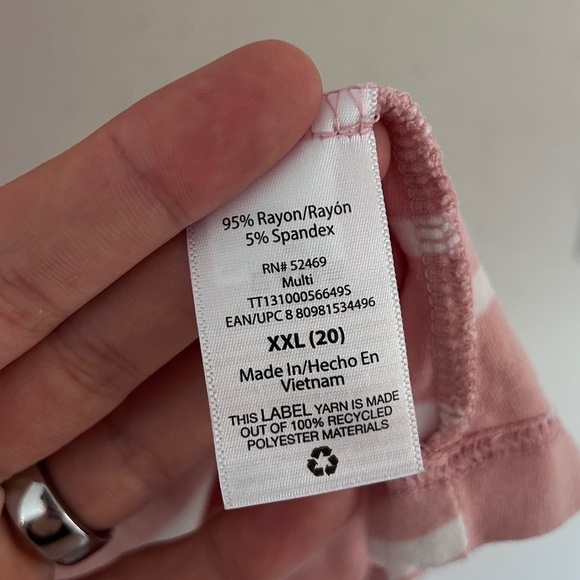 95% Rayon/Rayón
5% Spandex
RN# 52469
Multi
TT13100056649S
EAN/UPC 8 80981534496
XXL (20)
Made In/Hecho En
Vietnam
THIS LABEL YARN IS MADE
OUT OF 100% RECYCLED
POLYESTER MATERIALS